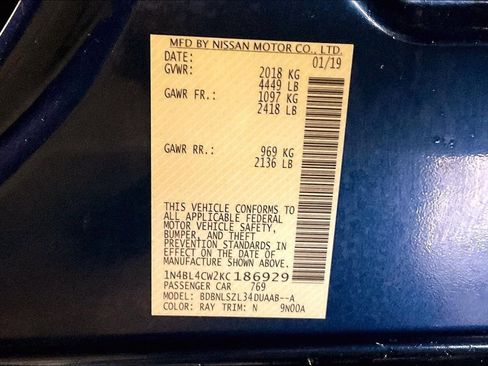 MFD BY NISSAN MOTOR CO., LTD.
DATE: 01/19
GVWR: 2018 KG
4449 LB
GAWR FR.: 1097 KG
2418 LB
GAWR RR.: 969 KG
2136 LB
THIS VEHICLE CONFORMS TO
ALL APPLICABLE FEDERAL
MOTOR VEHICLE SAFETY,
BUMPER, AND THEFT
PREVENTION STANDARDS IN
EFFECT ON THE DATE OF
MANUFACTURE SHOWN ABOVE.
1N4BL4CW2KC186929
PASSENGER CAR 769
MODEL: BDBNLSZL34DUAAB--A
COLOR: RAY TRIM: N 9N00A